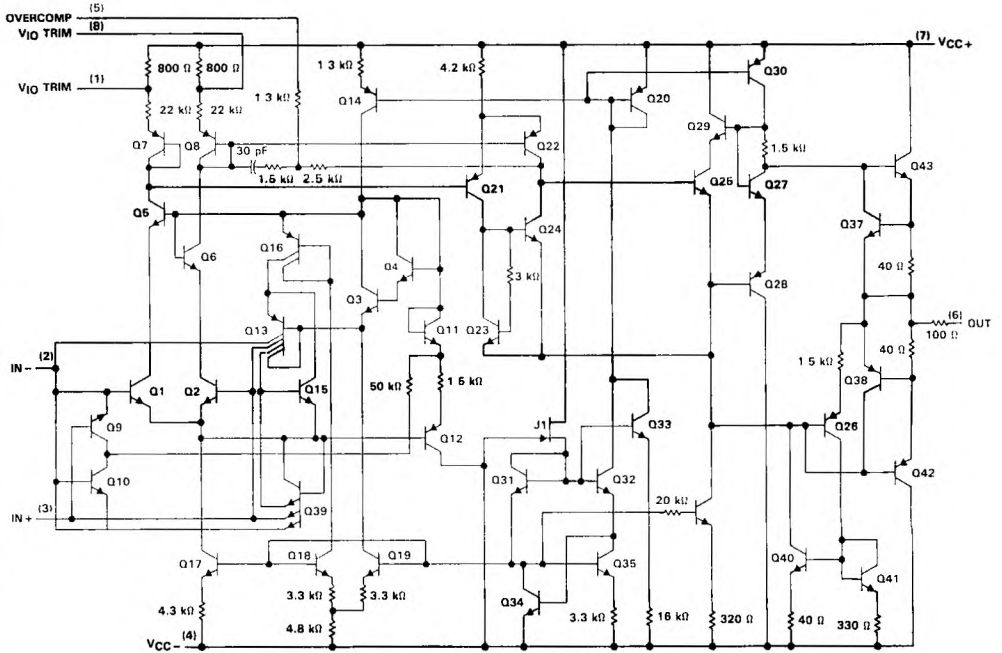 OVERCOMP (5)
VIO TRIM (8)
(7) VCC+
800 Ω 800 Ω
1 3 kΩ
4.2 kΩ
Q30
VIO TRIM (1)
1 3 kΩ
Q14
Q20
22 kΩ 22 kΩ
Q29
Q7 Q8
30 pF
Q22
1.5 kΩ
1.5 kΩ 2.5 kΩ
Q43
Q21
Q25
Q27
Q5
Q37
Q16
Q24
Q6
Q4
40 Ω
3 kΩ
Q28
Q3
Q13
Q11
Q23
(6) OUT
100 Ω
IN− (2)
1 5 kΩ
40 Ω
Q1 Q2 Q15
50 kΩ
1 6 kΩ
Q38
J1
Q33
Q26
Q9
Q12
Q31 Q32
Q42
Q10
20 kΩ
IN+ (3)
Q39
Q17 Q18 Q19
Q35
Q40
Q41
3.3 kΩ 3.3 kΩ
Q34
4.3 kΩ
4.8 kΩ
3.3 kΩ
16 kΩ
320 Ω
40 Ω
330 Ω
VCC− (4)